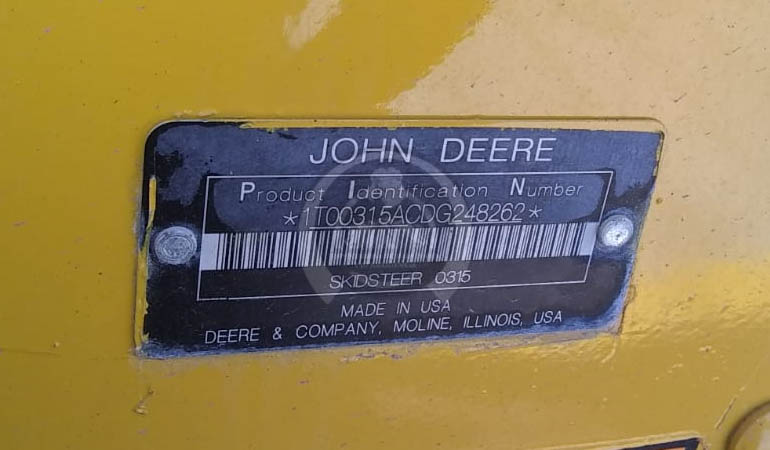 JOHN DEERE
Product Identification Number
*1T00315ACDG248262*
SKIDSTEER 0315
MADE IN USA
DEERE & COMPANY, MOLINE, ILLINOIS, USA